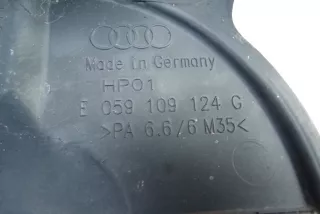 Made In Germany
HP01
E 059 109 124 G
>PA 6.6/6 M35<